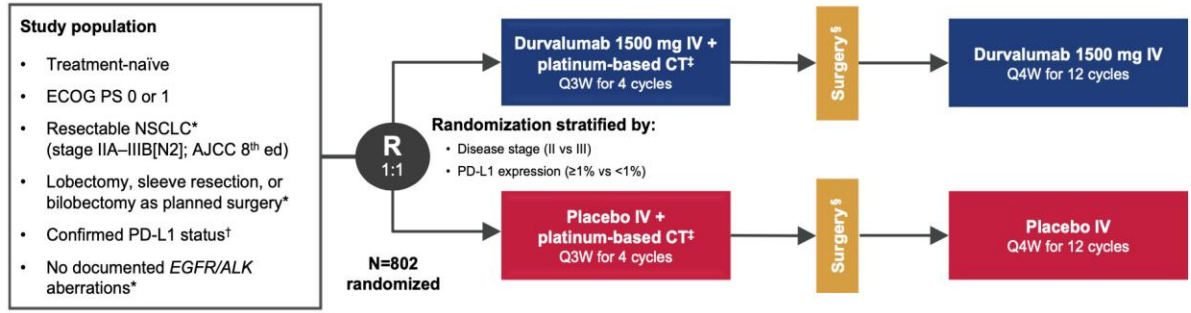 Study population
• Treatment-naïve
• ECOG PS 0 or 1
• Resectable NSCLC*
(stage IIA–IIIB[N2]; AJCC 8th ed)
• Lobectomy, sleeve resection, or
bilobectomy as planned surgery*
• Confirmed PD-L1 status†
• No documented EGFR/ALK
aberrations*
R
1:1
N=802
randomized
Randomization stratified by:
• Disease stage (II vs III)
• PD-L1 expression (≥1% vs <1%)
Durvalumab 1500 mg IV +
platinum-based CT‡
Q3W for 4 cycles
Surgery§
Durvalumab 1500 mg IV
Q4W for 12 cycles
Placebo IV +
platinum-based CT‡
Q3W for 4 cycles
Surgery§
Placebo IV
Q4W for 12 cycles